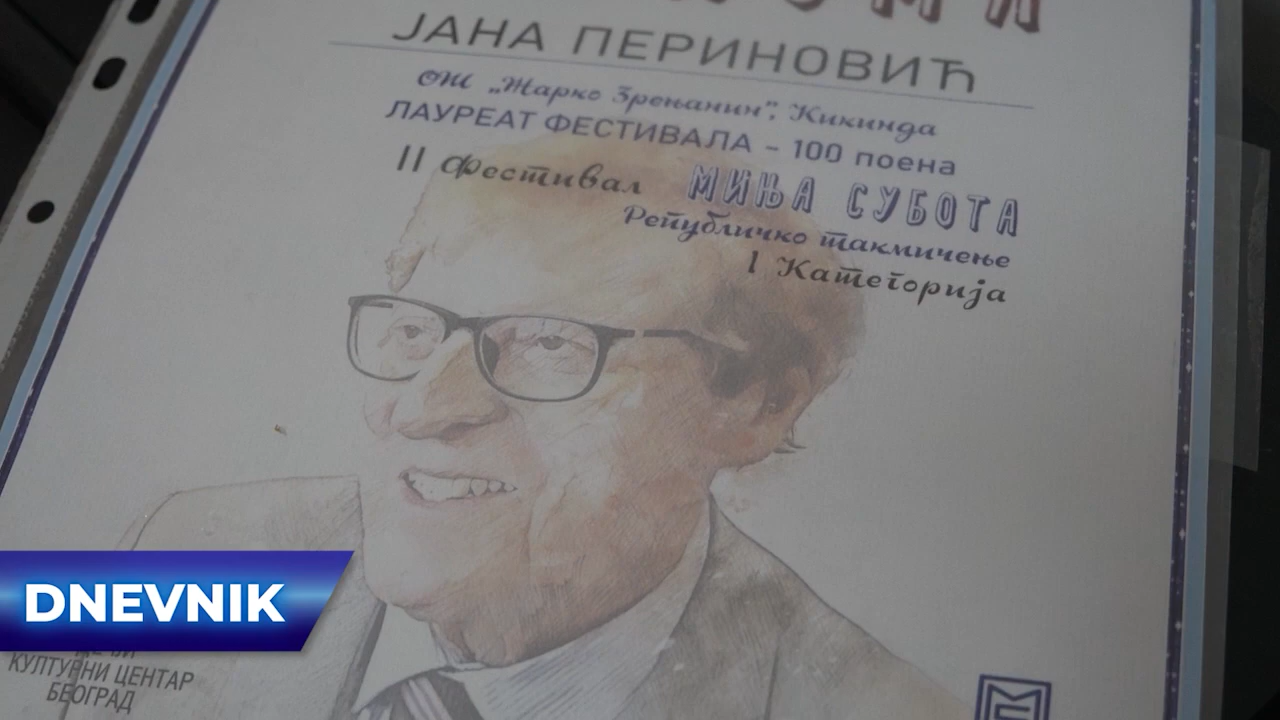 ЈАНА ПЕРИНОВИЋ
ОШ „Жарко Зрењанин“, Кикинда
ЛАУРЕАТ ФЕСТИВАЛА - 100 поена
II Фестивал МИЊА СУБОТА
Републичко такмичење
I Категорија
DNEVNIK
КУЛТУРНИ ЦЕНТАР
БЕОГРАД